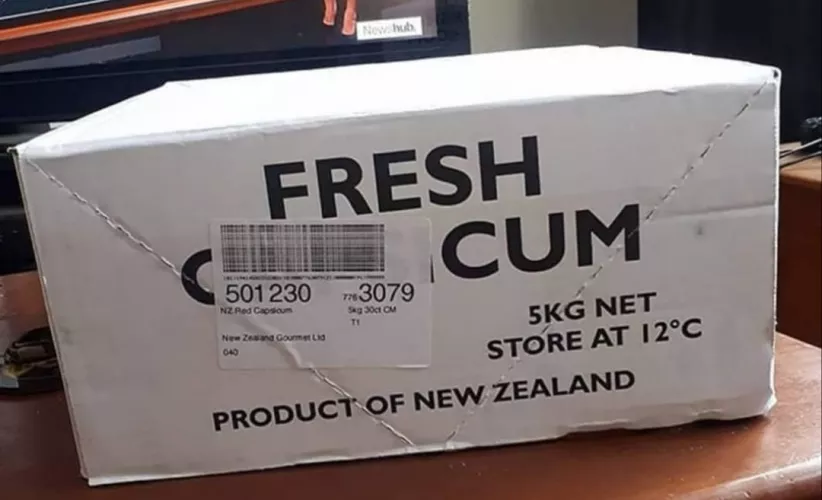 Newshub.
FRESH
C CUM
501230 776 3079
NZ Red Capsicum 5kg 30ct CM
T1
New Zealand Gourmet Ltd
040
5KG NET
STORE AT 12°C
PRODUCT OF NEW ZEALAND